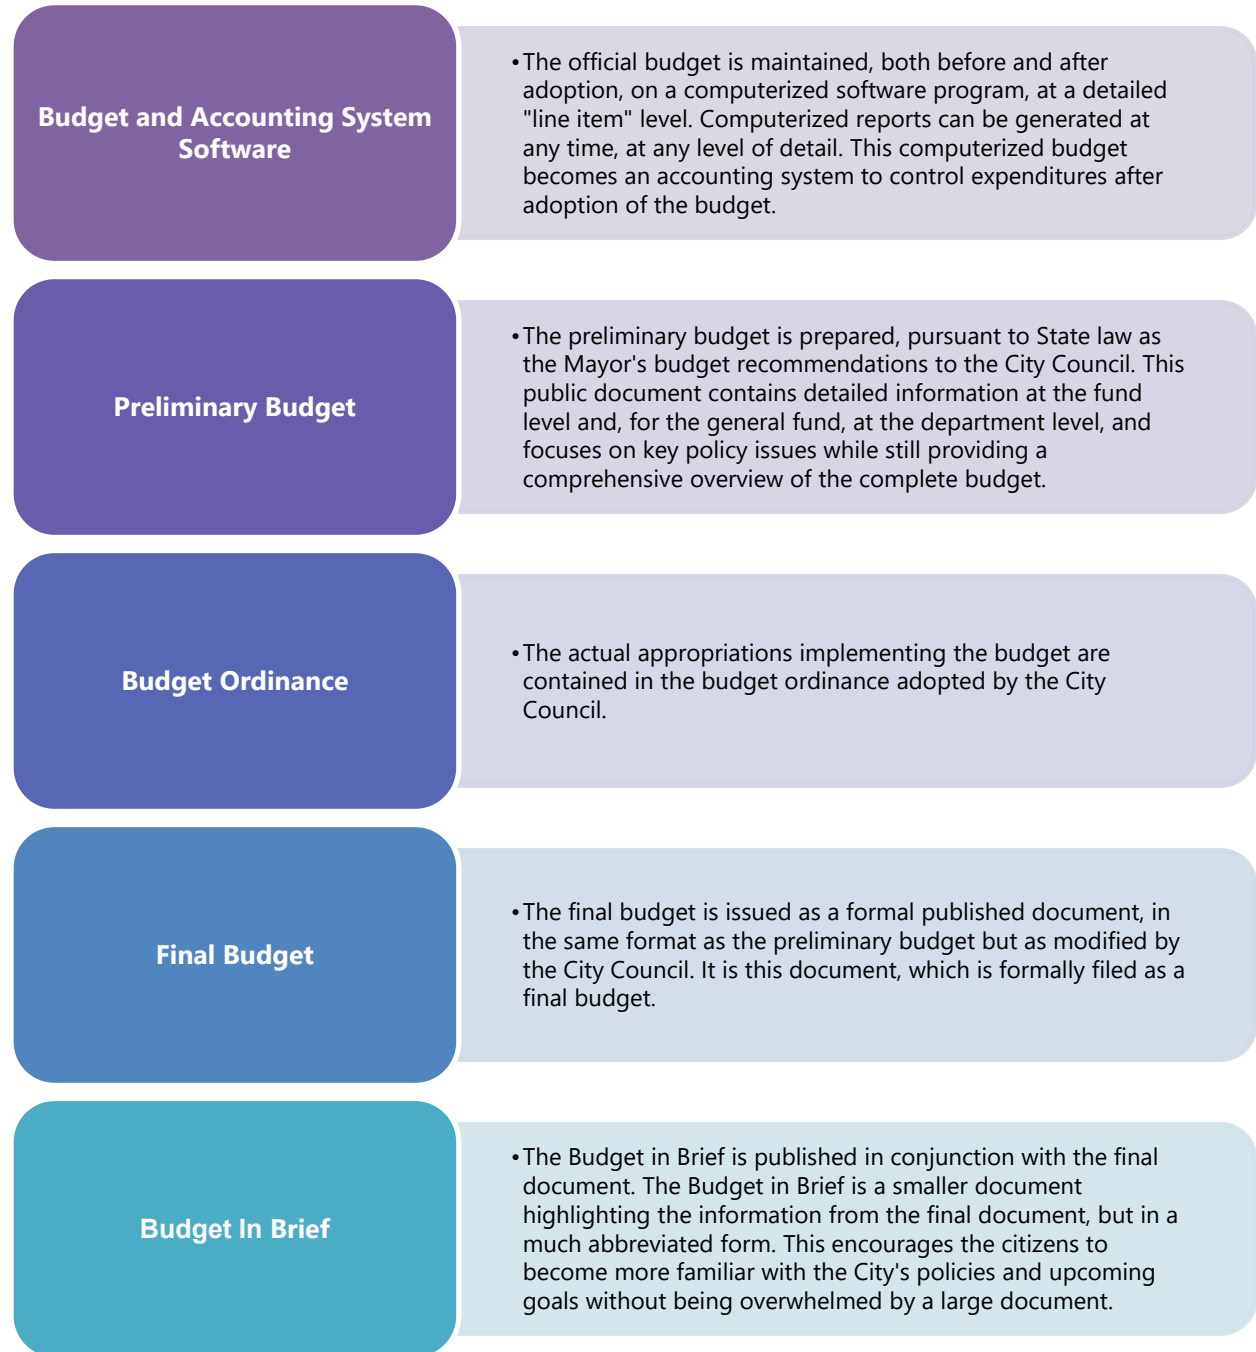 Budget and Accounting System
Software
•The official budget is maintained, both before and after
adoption, on a computerized software program, at a detailed
"line item" level. Computerized reports can be generated at
any time, at any level of detail. This computerized budget
becomes an accounting system to control expenditures after
adoption of the budget.
Preliminary Budget
•The preliminary budget is prepared, pursuant to State law as
the Mayor's budget recommendations to the City Council. This
public document contains detailed information at the fund
level and, for the general fund, at the department level, and
focuses on key policy issues while still providing a
comprehensive overview of the complete budget.
Budget Ordinance
•The actual appropriations implementing the budget are
contained in the budget ordinance adopted by the City
Council.
Final Budget
•The final budget is issued as a formal published document, in
the same format as the preliminary budget but as modified by
the City Council. It is this document, which is formally filed as a
final budget.
Budget In Brief
•The Budget in Brief is published in conjunction with the final
document. The Budget in Brief is a smaller document
highlighting the information from the final document, but in a
much abbreviated form. This encourages the citizens to
become more familiar with the City's policies and upcoming
goals without being overwhelmed by a large document.